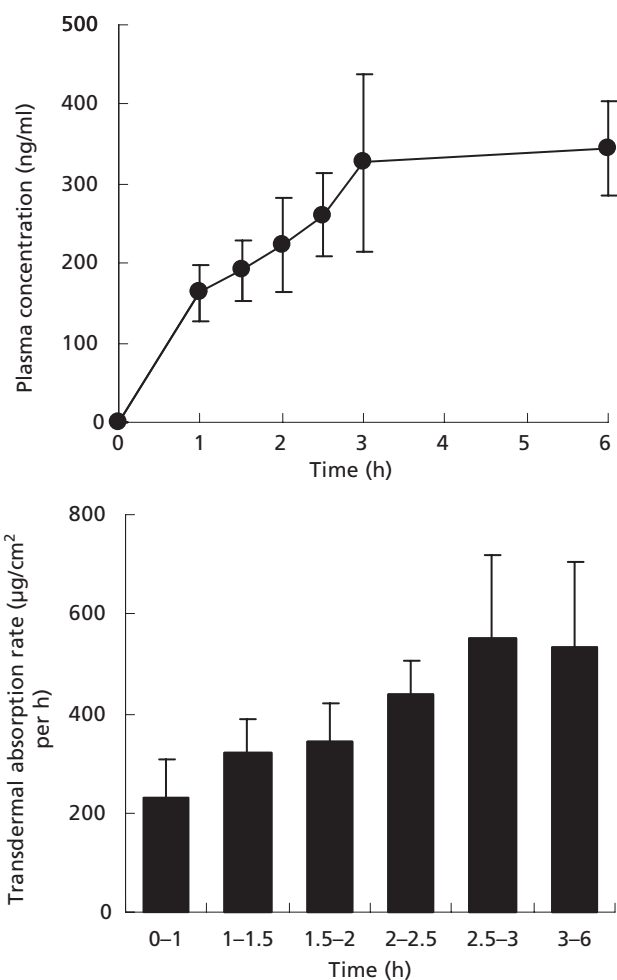 Plasma concentration (ng/ml)
500
400
300
200
100
0
0 1 2 3 4 5 6
Time (h)
Transdermal absorption rate (µg/cm²
per h)
800
600
400
200
0
0–1 1–1.5 1.5–2 2–2.5 2.5–3 3–6
Time (h)